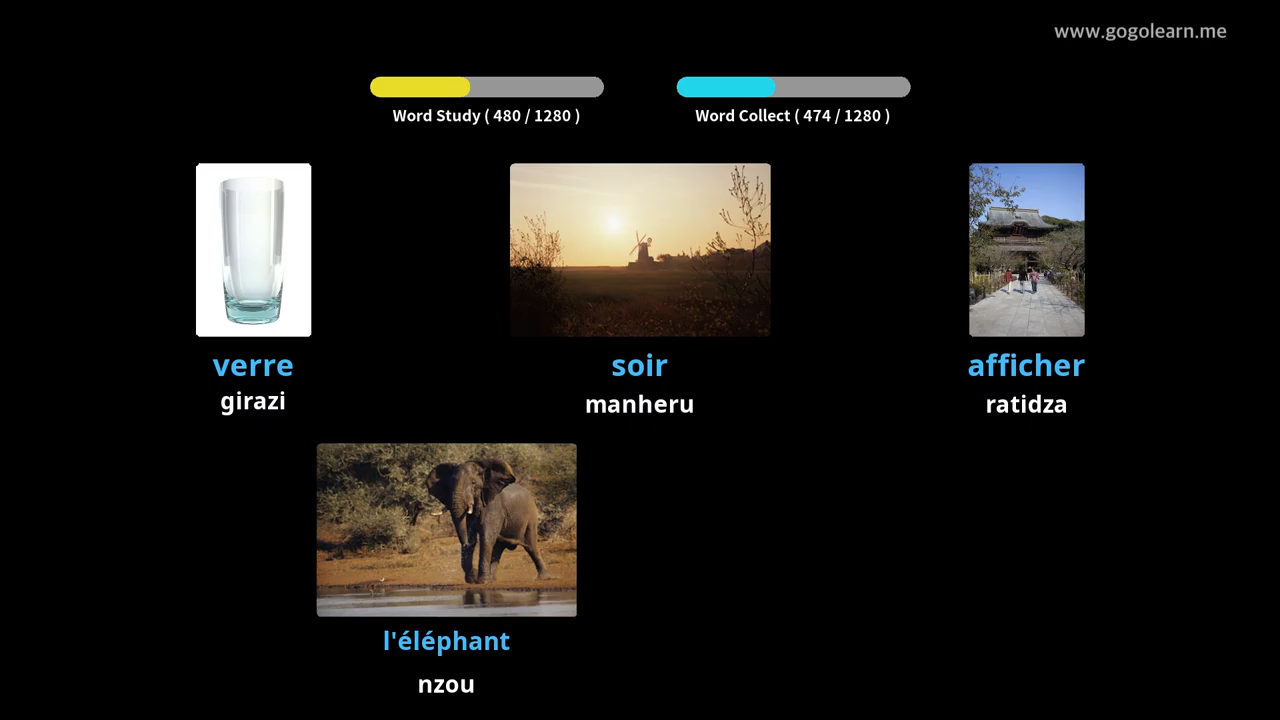 www.gogolearn.me
Word Study ( 480 / 1280 )
Word Collect ( 474 / 1280 )
verre
girazi
soir
manheru
afficher
ratidza
l'éléphant
nzou